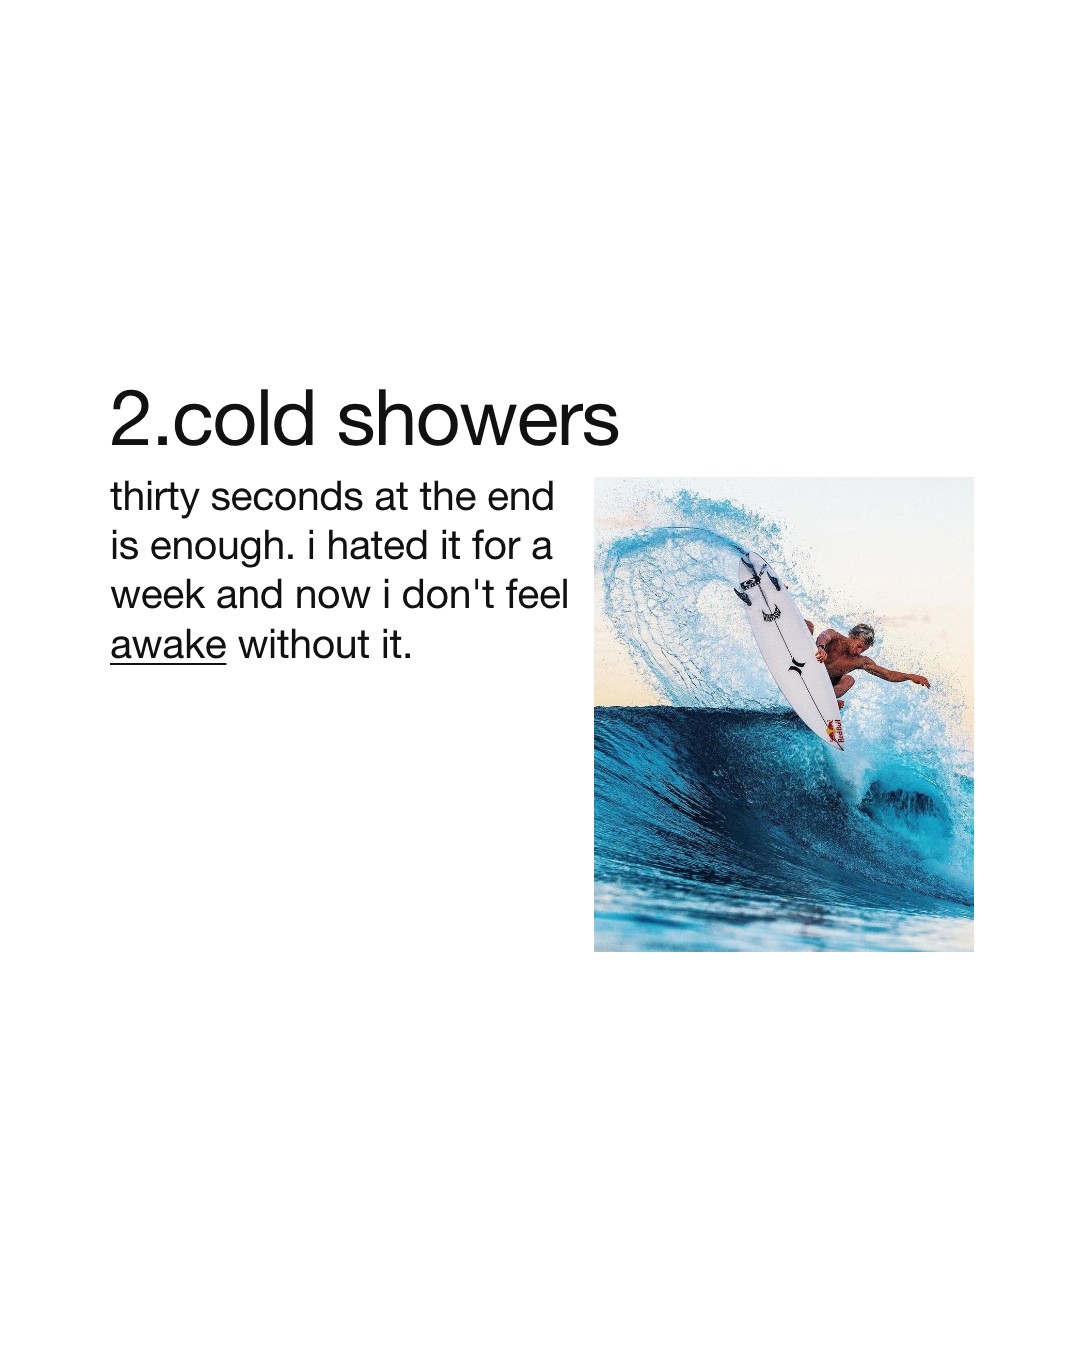 2.cold showers
thirty seconds at the end
is enough. i hated it for a
week and now i don't feel
awake without it.
RedBull